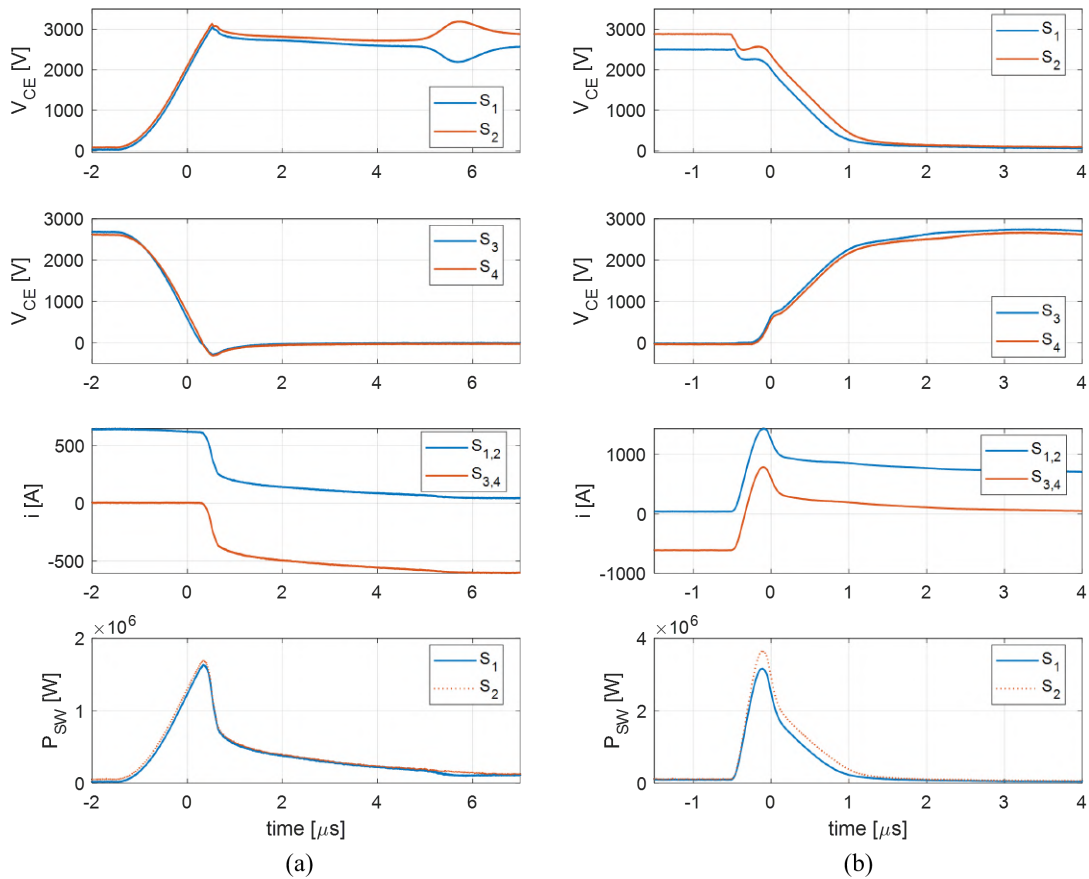 V_CE [V]
3000
2000
1000
0
S_1
S_2
-2 0 2 4 6
V_CE [V]
3000
2000
1000
0
S_3
S_4
-2 0 2 4 6
i [A]
500
0
-500
S_1,2
S_3,4
-2 0 2 4 6
×10^6
P_SW [W]
2
1
0
S_1
S_2
-2 0 2 4 6
time [μs]
(a)
V_CE [V]
3000
2000
1000
0
S_1
S_2
-1 0 1 2 3 4
V_CE [V]
3000
2000
1000
0
S_3
S_4
-1 0 1 2 3 4
i [A]
1000
0
-1000
S_1,2
S_3,4
-1 0 1 2 3 4
×10^6
P_SW [W]
4
2
0
S_1
S_2
-1 0 1 2 3 4
time [μs]
(b)